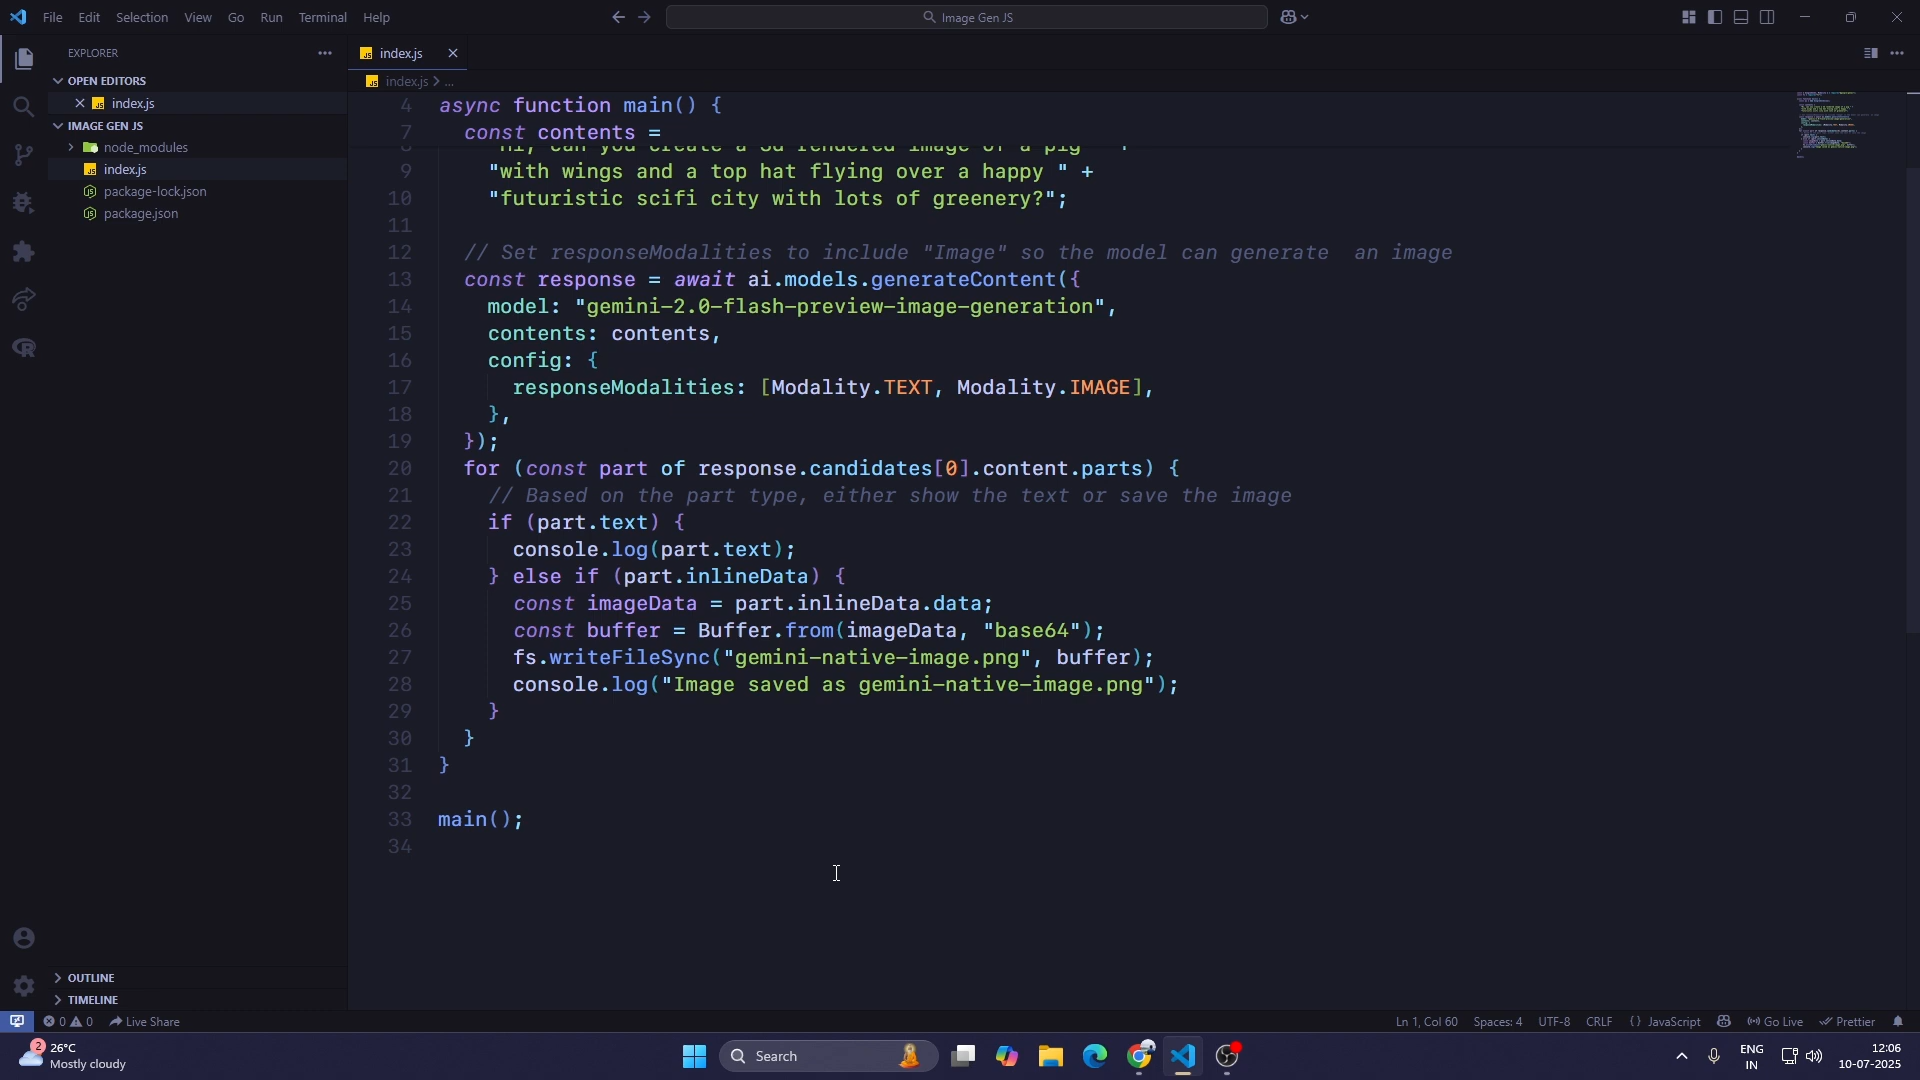 File Edit Selection View Go Run Terminal Help
Image Gen JS
EXPLORER
OPEN EDITORS
index.js
IMAGE GEN JS
node_modules
index.js
package-lock.json
package.json
OUTLINE
TIMELINE
index.js
index.js > ...
4 async function main() {
7 const contents =
"Hi, can you create a 3d rendered image of a pig " +
9 "with wings and a top hat flying over a happy " +
10 "futuristic scifi city with lots of greenery?";
11
12 // Set responseModalities to include "Image" so the model can generate  an image
13 const response = await ai.models.generateContent({
14 model: "gemini-2.0-flash-preview-image-generation",
15 contents: contents,
16 config: {
17 responseModalities: [Modality.TEXT, Modality.IMAGE],
18 },
19 });
20 for (const part of response.candidates[0].content.parts) {
21 // Based on the part type, either show the text or save the image
22 if (part.text) {
23 console.log(part.text);
24 } else if (part.inlineData) {
25 const imageData = part.inlineData.data;
26 const buffer = Buffer.from(imageData, "base64");
27 fs.writeFileSync("gemini-native-image.png", buffer);
28 console.log("Image saved as gemini-native-image.png");
29 }
30 }
31 }
32
33 main();
34
0 0 Live Share
Ln 1, Col 60 Spaces: 4 UTF-8 CRLF {} JavaScript Go Live Prettier
2
26°C
Mostly cloudy
Search
ENG
IN
12:06
10-07-2025